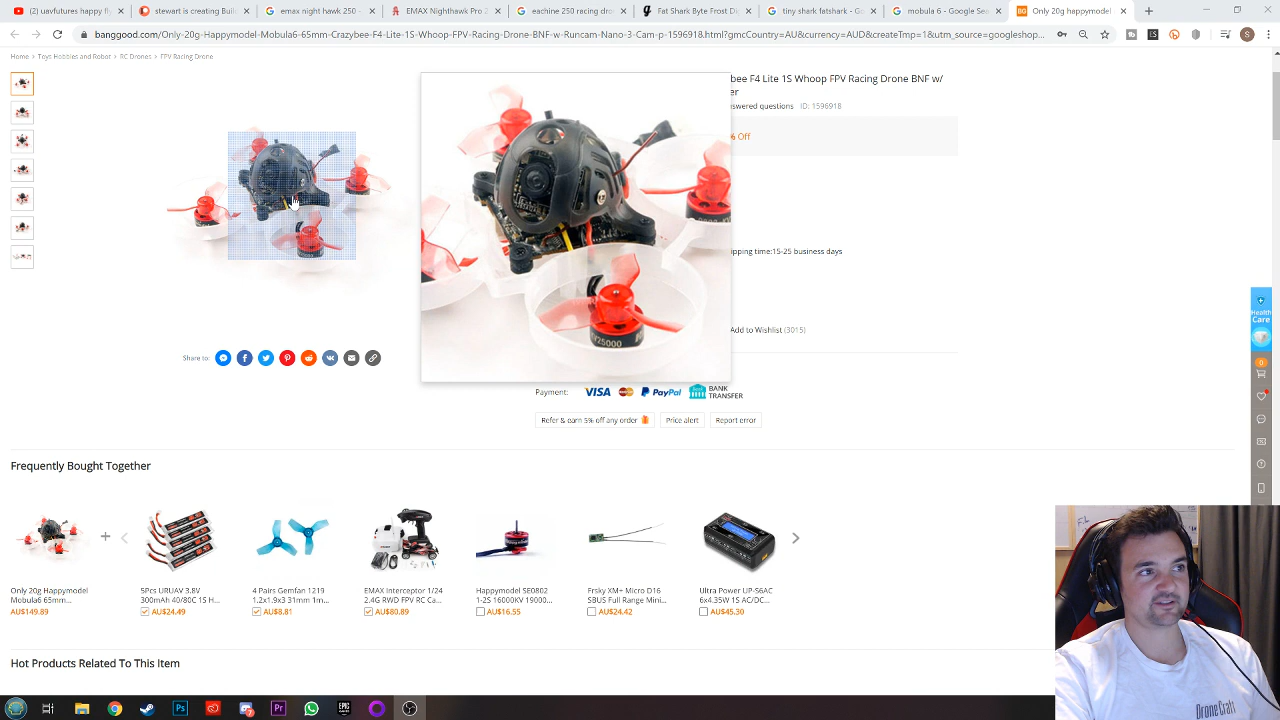 (2) uavfutures happy fly
stewart is creating Buil
emax night hawk 250 -
EMAX Nighthawk Pro 2
eachine 250 racing dron
Fat Shark Byte Frost Dig
tiny shark fatshark - Go
mobula 6 - Google Sear
Only 20g happymodel
banggood.com/Only-20g-Happymodel-Mobula6-65mm-Crazybee-F4-Lite-1S-Whoop-FPV-Racing-Drone-BNF-w-Runcam-Nano-3-Cam-p-1596918.html?gmcCountry=AU&currency=AUD&createTmp=1&utm_source=googleshop...
Home > Toys Hobbies and Robot > RC Drones > FPV Racing Drone
bee F4 Lite 1S Whoop FPV Racing Drone BNF w/
er
swered questions ID: 1596918
% Off
25000
pping time:15-25 business days
Add to Wishlist (3015)
Share to:
Payment: VISA PayPal BANK TRANSFER
Refer & earn 5% off any order
Price alert
Report error
Health
Care
0
Frequently Bought Together
Only 20g Happymodel
Mobula6 65mm...
AU$149.89
5Pcs URUAV 3.8V
300mAh 40/80C 1S H...
AU$24.49
4 Pairs Gemfan 1219
1.2x1.9x3 31mm 1m...
AU$8.81
EMAX Interceptor 1/24
2.4G RWD FPV RC Ca...
AU$80.89
Happymodel SE0802
1-2S 16000KV 19000...
AU$16.55
Frsky XM+ Micro D16
SBUS Full Range Mini...
AU$24.42
Ultra Power UP-S6AC
6x4.35W 1S AC/DC...
AU$45.30
Hot Products Related To This Item
Drone Craft